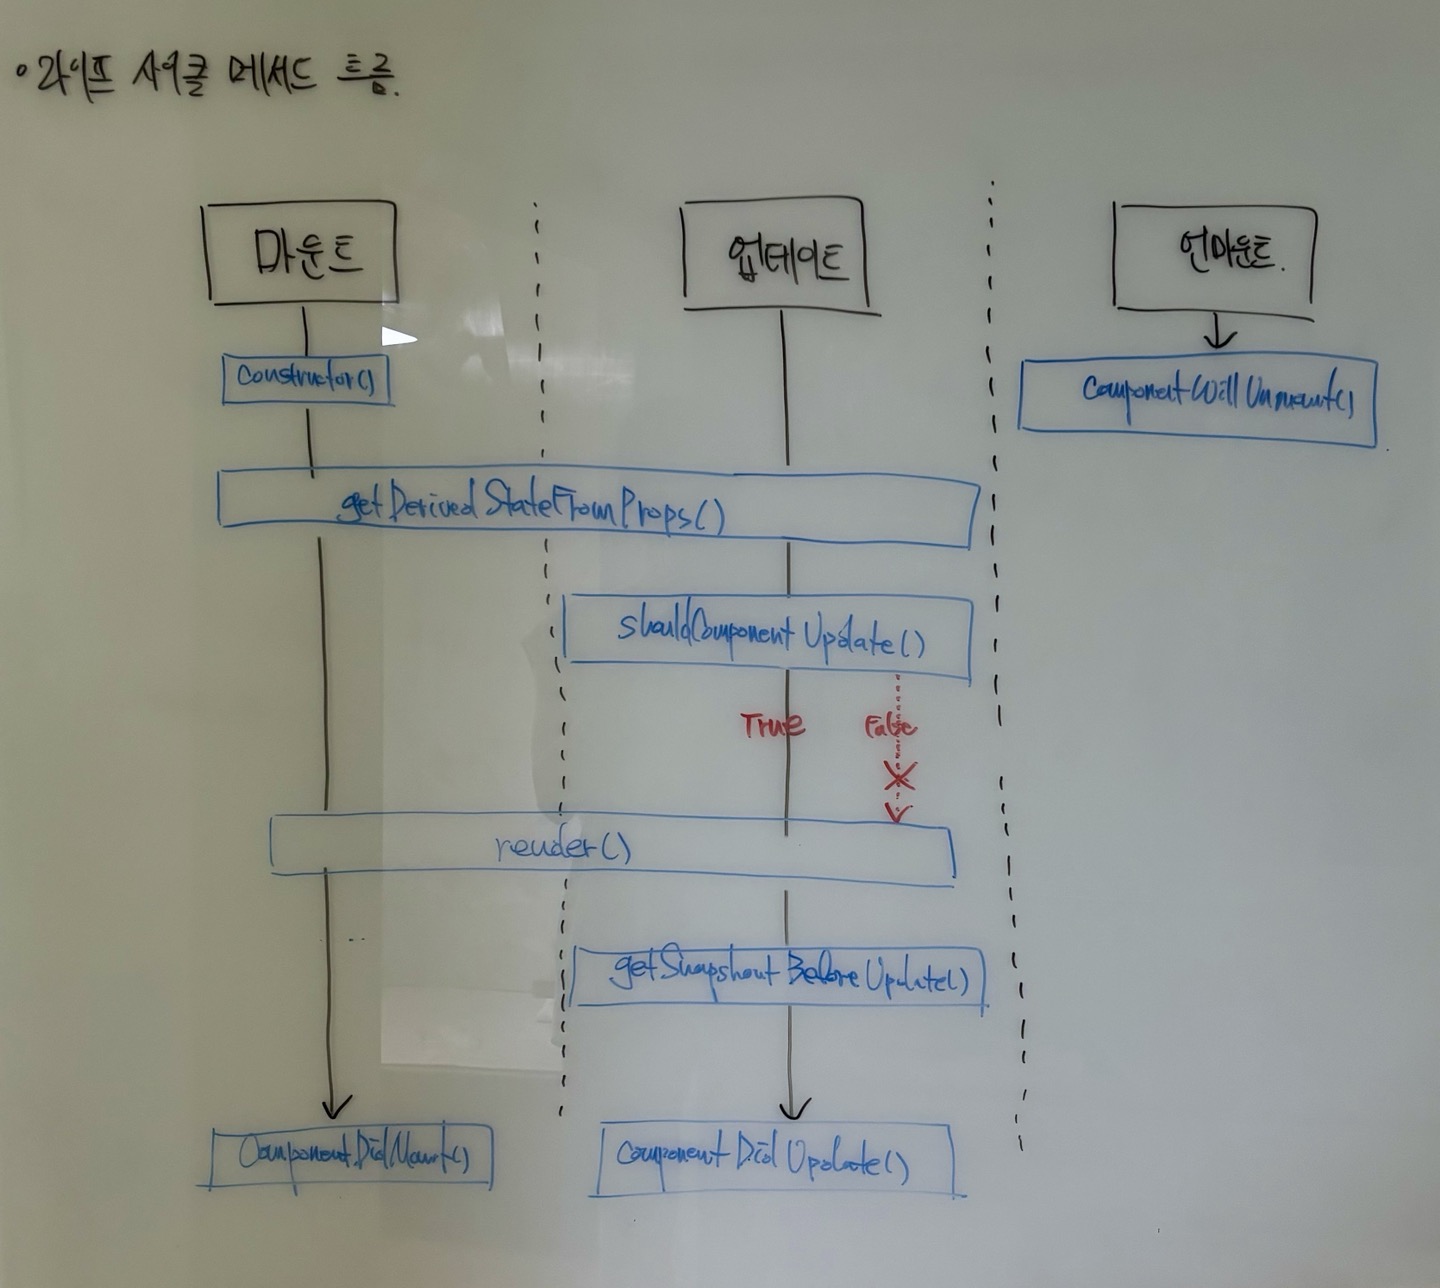 • 라이프 사이클 메서드 흐름.
마운트
업데이트
언마운트.
constructor()
componentWillUnmount()
getDerivedStateFromProps()
shouldComponentUpdate()
True
False
render()
getSnapshoutBeforeUpdate()
ComponentDidMount()
componentDidUpdate()